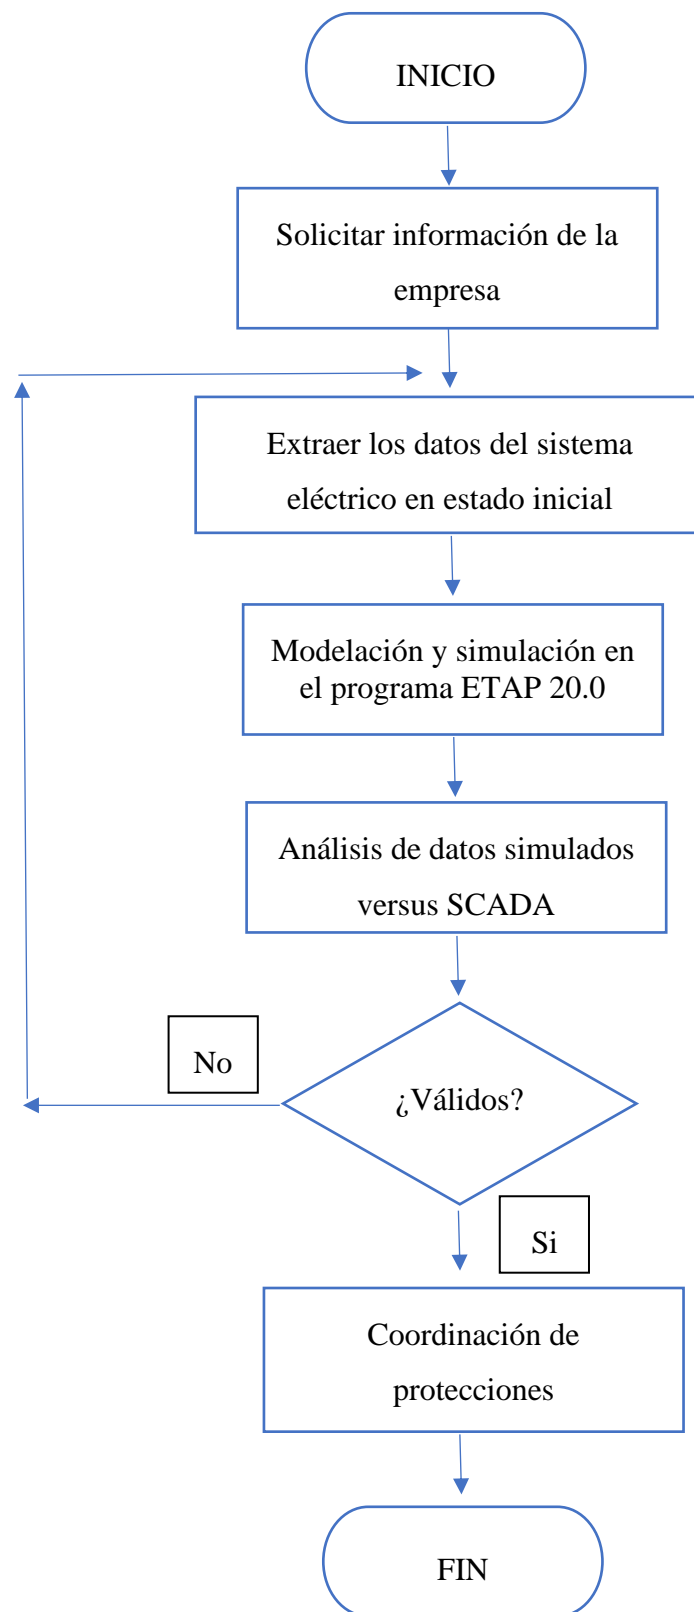 INICIO
Solicitar información de la
empresa
Extraer los datos del sistema
eléctrico en estado inicial
Modelación y simulación en
el programa ETAP 20.0
Análisis de datos simulados
versus SCADA
No
¿Válidos?
Si
Coordinación de
protecciones
FIN